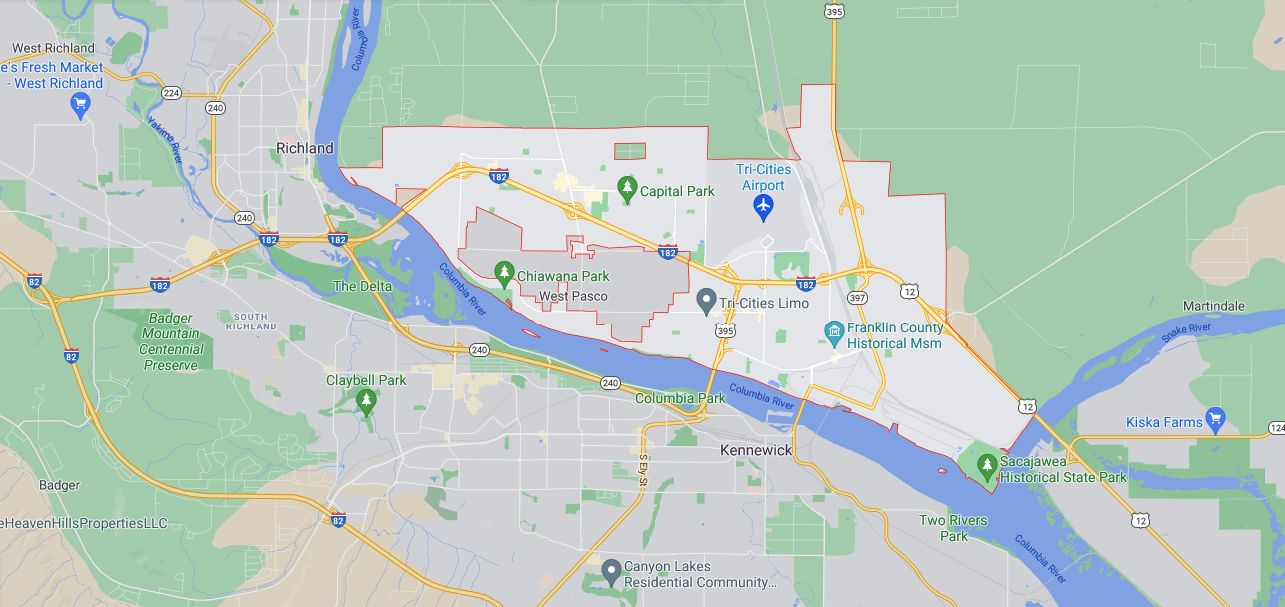 395
Columbia River
West Richland
e's Fresh Market
- West Richland
224
240
Yakima River
Richland
182
Capital Park
Tri-Cities
Airport
240
182
182
182
82
182
The Delta
Columbia River
Chiawana Park
West Pasco
182
12
397
Tri-Cities Limo
395
Franklin County
Historical Msm
Martindale
Snake River
SOUTH
RICHLAND
Badger
Mountain
Centennial
Preserve
82
240
Claybell Park
240
Columbia Park
Columbia River
12
Kiska Farms
124
Kennewick
S Ely St
Sacajawea
Historical State Park
Badger
eHeavenHillsPropertiesLLC
82
12
Two Rivers
Park
Columbia River
Canyon Lakes
Residential Community...